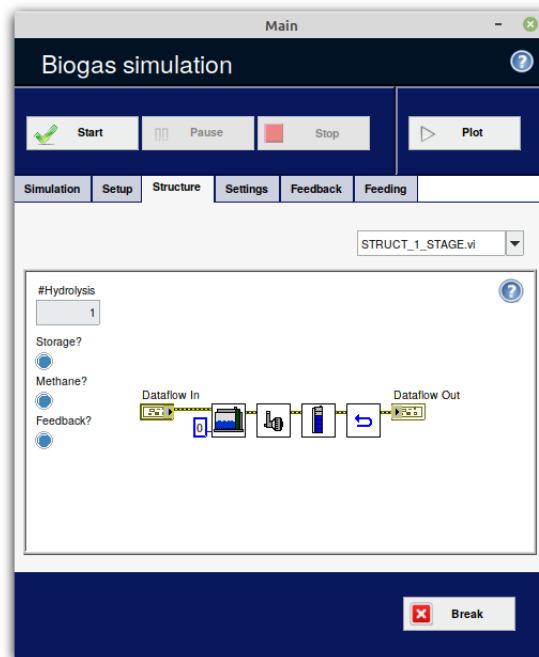 Main
Biogas simulation
?
Start Pause Stop Plot
Simulation Setup Structure Settings Feedback Feeding
STRUCT_1_STAGE.vi
#Hydrolysis
?
1
Storage?
Methane?
Dataflow In Dataflow Out
Feedback?
0
Break